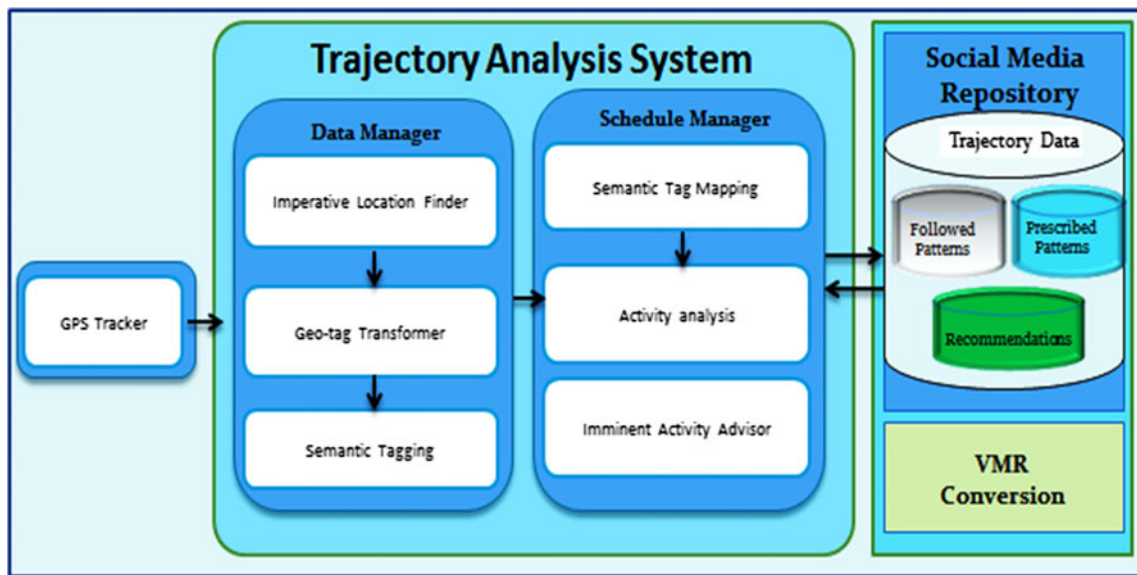 Trajectory Analysis System
Data Manager
Imperative Location Finder
Geo-tag Transformer
Semantic Tagging
Schedule Manager
Semantic Tag Mapping
Activity analysis
Imminent Activity Advisor
GPS Tracker
Social Media
Repository
Trajectory Data
Followed
Patterns
Prescribed
Patterns
Recommendations
VMR
Conversion